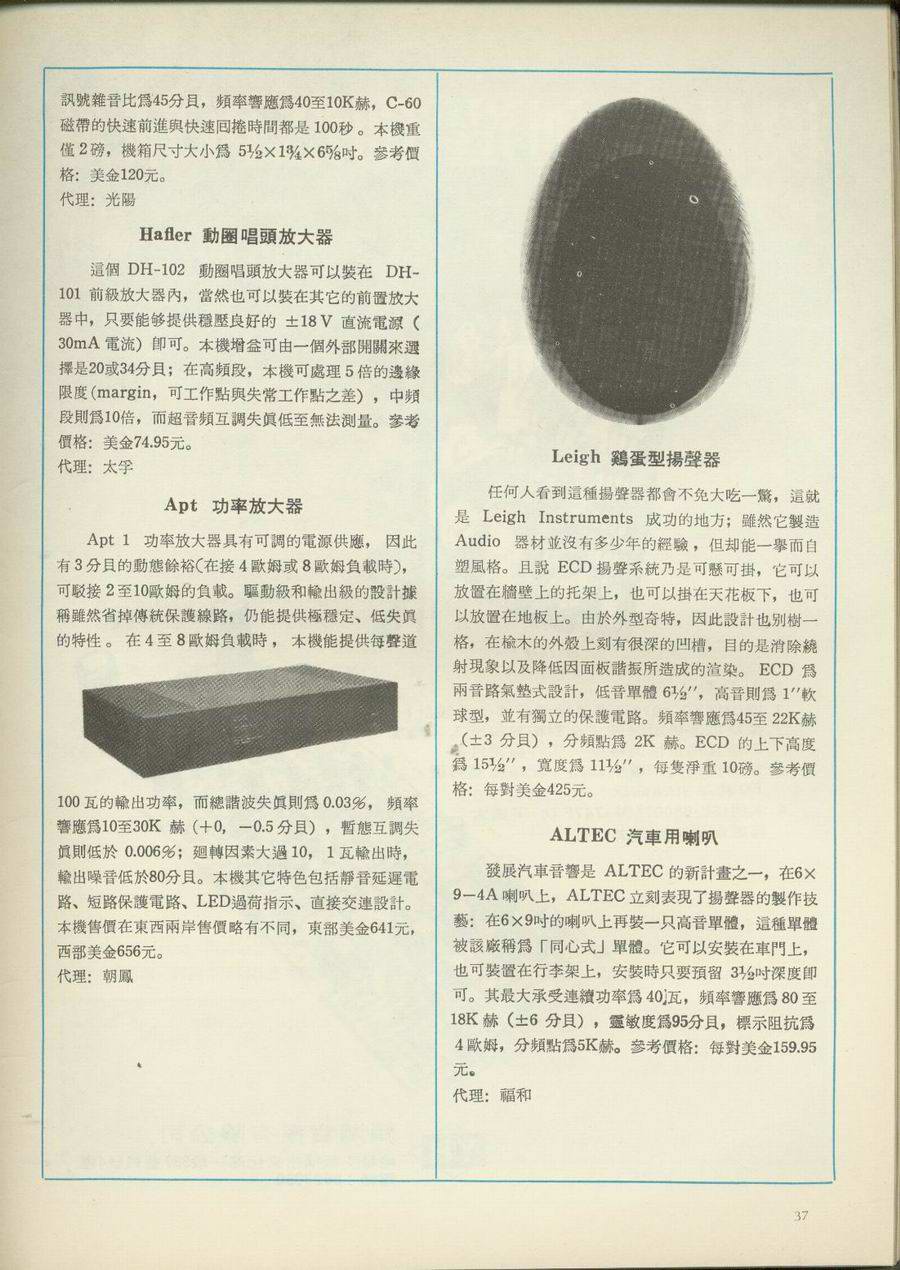 訊號雜音比爲45分貝，頻率響應爲40至10K赫，C-60
磁帶的快速前進與快速囘捲時間都是100秒。本機重
僅2磅，機箱尺寸大小爲 5½×1¾×6⅝吋。參考價
格：美金120元。
代理：光陽
Hafler 動圈唱頭放大器
這個 DH-102 動圈唱頭放大器可以裝在 DH-
101 前級放大器內，當然也可以裝在其它的前置放大
器中，只要能够提供穩壓良好的 ±18V 直流電源（
30mA電流）卽可。本機增益可由一個外部開關來選
擇是20或34分貝；在高頻段，本機可處理5倍的邊緣
限度(margin，可工作點與失常工作點之差)，中頻
段則爲10倍，而超音頻互調失眞低至無法測量。參考
價格：美金74.95元。
代理：太孚
Apt 功率放大器
Apt 1 功率放大器具有可調的電源供應，因此
有3分貝的動態餘裕(在接4歐姆或8歐姆負載時)，
可駁接2至10歐姆的負載。驅動級和輸出級的設計據
稱雖然省掉傳統保護線路，仍能提供極穩定、低失眞
的特性。在4至8歐姆負載時，本機能提供每聲道
100瓦的輸出功率，而總諧波失眞則爲0.03%，頻率
響應爲10至30K 赫（+0，−0.5分貝），暫態互調失
眞則低於 0.006%；廻轉因素大過10，1瓦輸出時，
輸出噪音低於80分貝。本機其它特色包括靜音延遲電
路、短路保護電路、LED過荷指示、直接交連設計。
本機售價在東西兩岸售價略有不同，東部美金641元，
西部美金656元。
代理：朝鳳
Leigh 鷄蛋型揚聲器
任何人看到這種揚聲器都會不免大吃一驚，這就
是 Leigh Instruments 成功的地方；雖然它製造
Audio 器材並沒有多少年的經驗，但却能一擧而自
塑風格。且說 ECD揚聲系統乃是可懸可掛，它可以
放置在牆壁上的托架上，也可以掛在天花板下，也可
以放置在地板上。由於外型奇特，因此設計也別樹一
格，在楡木的外殼上刻有很深的凹槽，目的是消除繞
射現象以及降低因面板諧振所造成的渲染。 ECD 爲
兩音路氣墊式設計，低音單體 6½″，高音則爲 1″軟
球型，並有獨立的保護電路。頻率響應爲45至22K赫
（±3 分貝），分頻點爲 2K 赫。ECD 的上下高度
爲 15½″，寬度爲 11½″，每隻淨重10磅。參考價
格：每對美金425元。
ALTEC 汽車用喇叭
發展汽車音響是 ALTEC 的新計畫之一，在6×
9−4A喇叭上，ALTEC立刻表現了揚聲器的製作技
藝：在6×9吋的喇叭上再裝一只高音單體，這種單體
被該廠稱爲「同心式」單體。它可以安裝在車門上，
也可裝置在行李架上，安裝時只要預留 3½吋深度卽
可。其最大承受連續功率爲40瓦，頻率響應爲80至
18K赫（±6 分貝），靈敏度爲95分貝，標示阻抗爲
4歐姆，分頻點爲5K赫。參考價格：每對美金159.95
元。
代理：福和
37